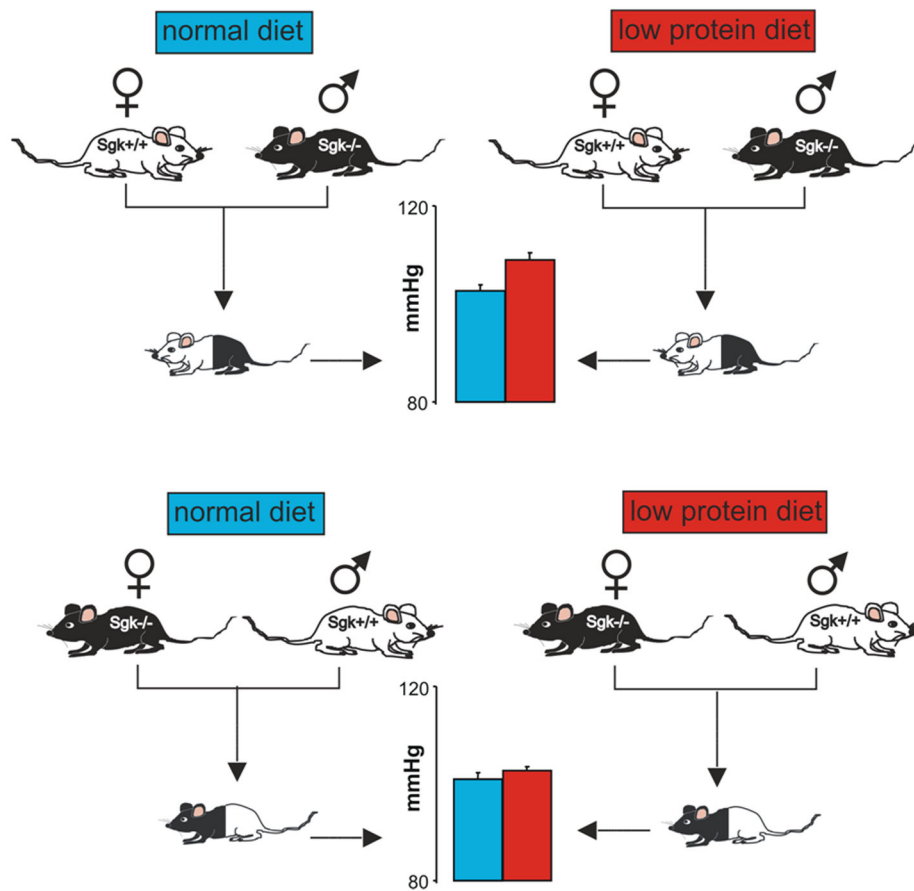 normal diet
low protein diet
♀
♂
♀
♂
Sgk+/+
Sgk-/-
Sgk+/+
Sgk-/-
120
mmHg
80
normal diet
low protein diet
♀
♂
♀
♂
Sgk-/-
Sgk+/+
Sgk-/-
Sgk+/+
120
mmHg
80